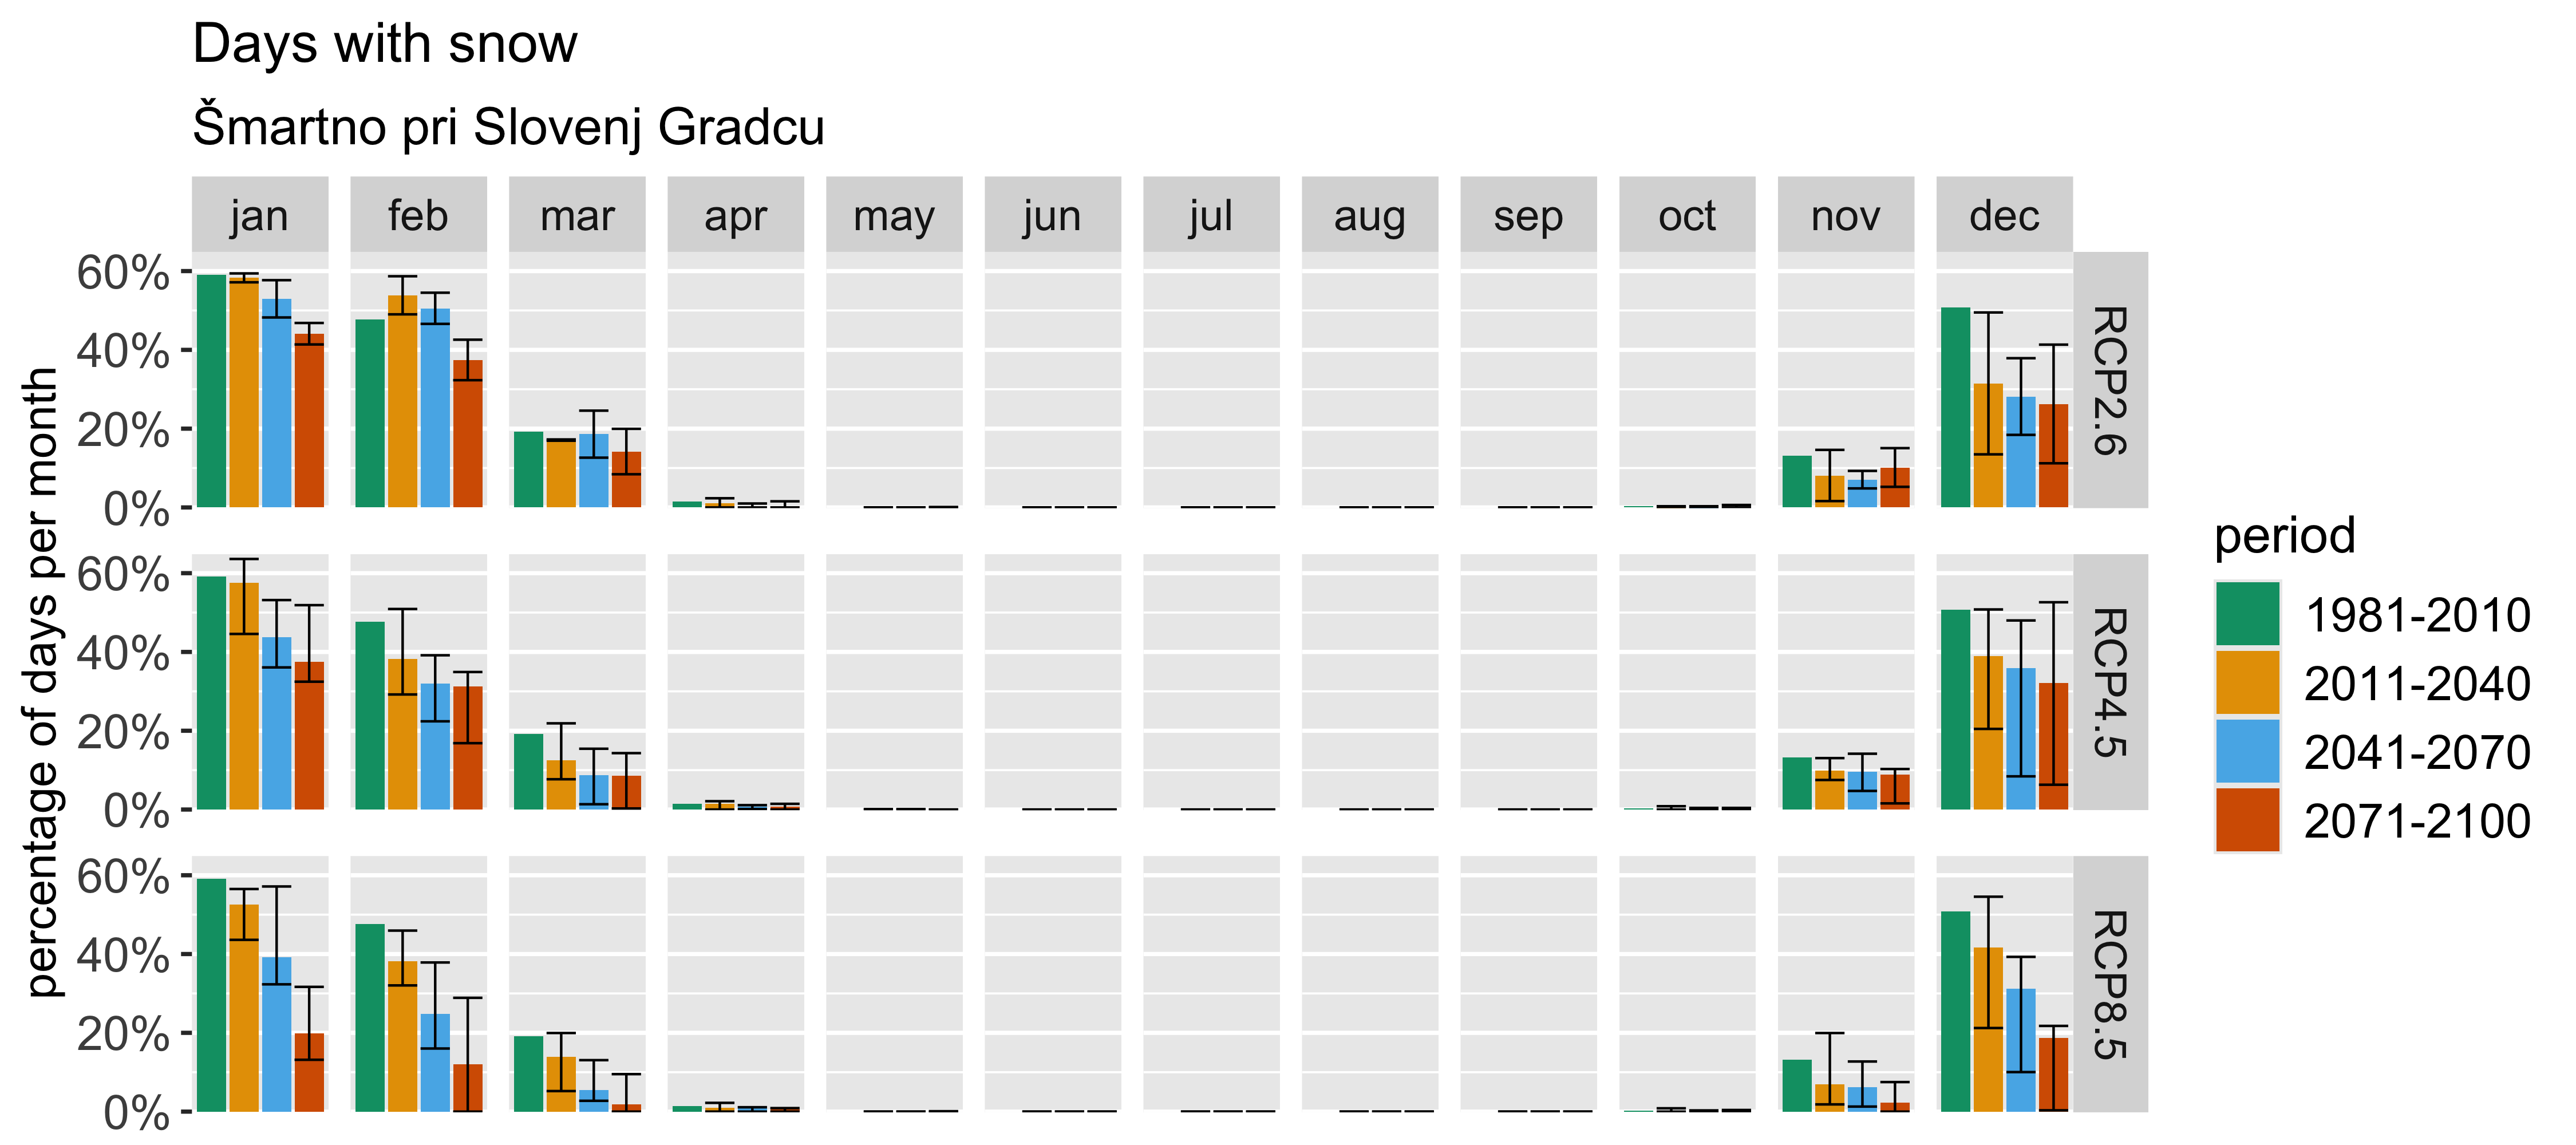 Days with snow
Šmartno pri Slovenj Gradcu
jan feb mar apr may jun jul aug sep oct nov dec
percentage of days per month
60%
40%
20%
0%
RCP2.6
60%
40%
20%
0%
RCP4.5
60%
40%
20%
0%
RCP8.5
period
1981-2010
2011-2040
2041-2070
2071-2100